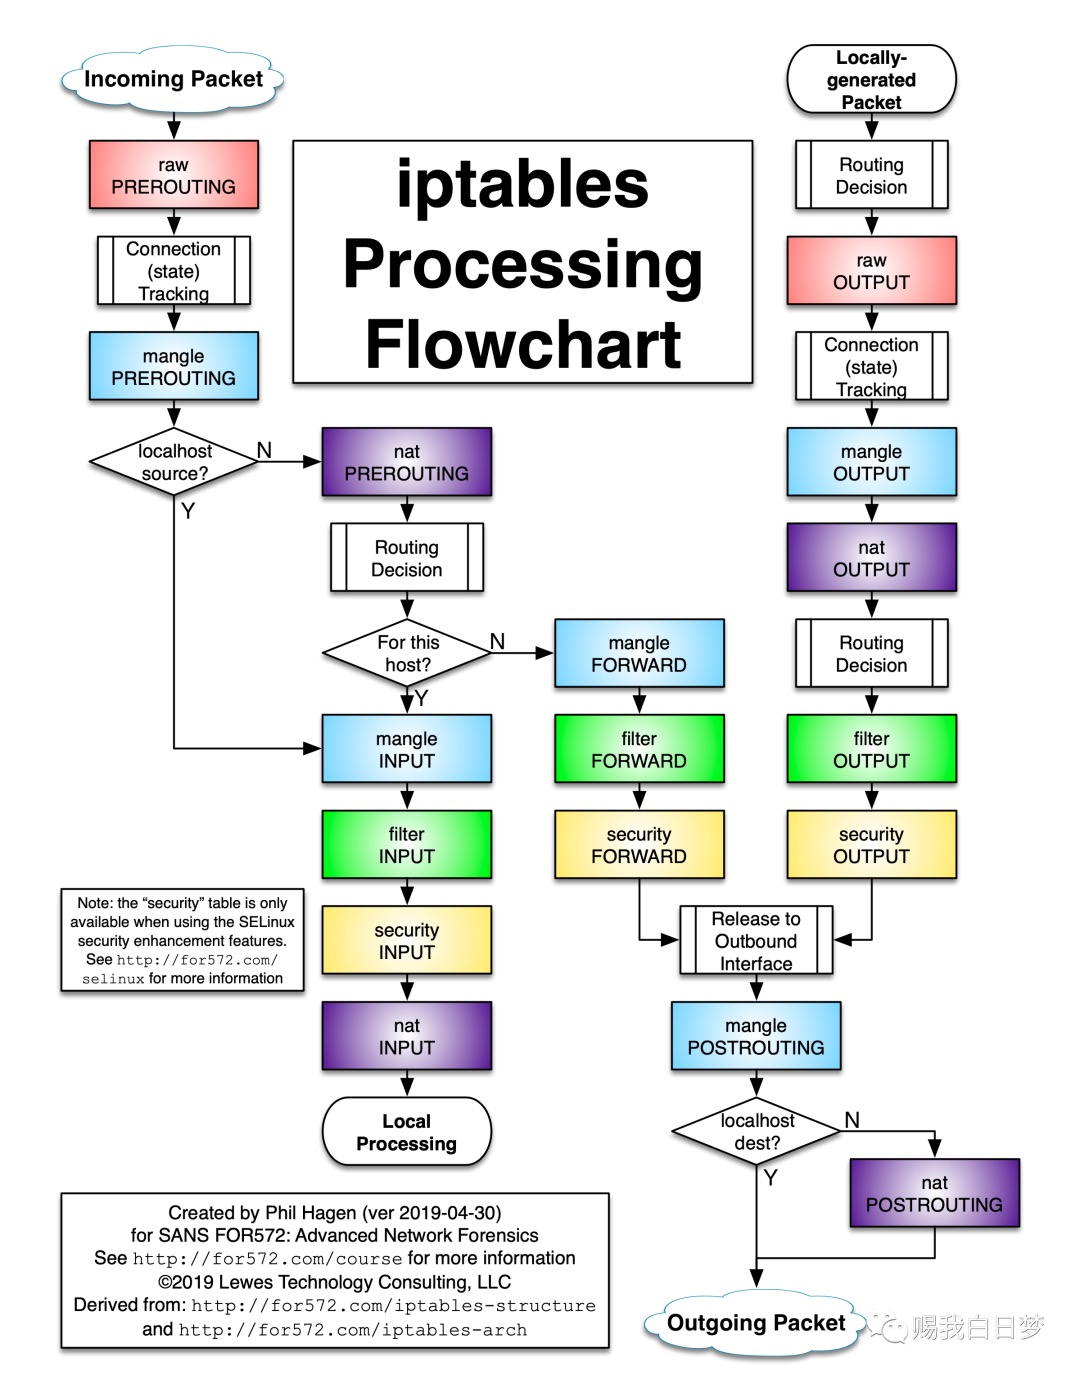 Incoming Packet
raw
PREROUTING
Connection
(state)
Tracking
mangle
PREROUTING
localhost
source?
N
Y
iptables
Processing
Flowchart
nat
PREROUTING
Routing
Decision
For this
host?
N
Y
mangle
INPUT
filter
INPUT
security
INPUT
nat
INPUT
Local
Processing
mangle
FORWARD
filter
FORWARD
security
FORWARD
Locally-
generated
Packet
Routing
Decision
raw
OUTPUT
Connection
(state)
Tracking
mangle
OUTPUT
nat
OUTPUT
Routing
Decision
filter
OUTPUT
security
OUTPUT
Release to
Outbound
Interface
mangle
POSTROUTING
localhost
dest?
N
Y
nat
POSTROUTING
Outgoing Packet
Note: the “security” table is only
available when using the SELinux
security enhancement features.
See http://for572.com/
selinux for more information
Created by Phil Hagen (ver 2019-04-30)
for SANS FOR572: Advanced Network Forensics
See http://for572.com/course for more information
©2019 Lewes Technology Consulting, LLC
Derived from: http://for572.com/iptables-structure
and http://for572.com/iptables-arch
赐我白日梦